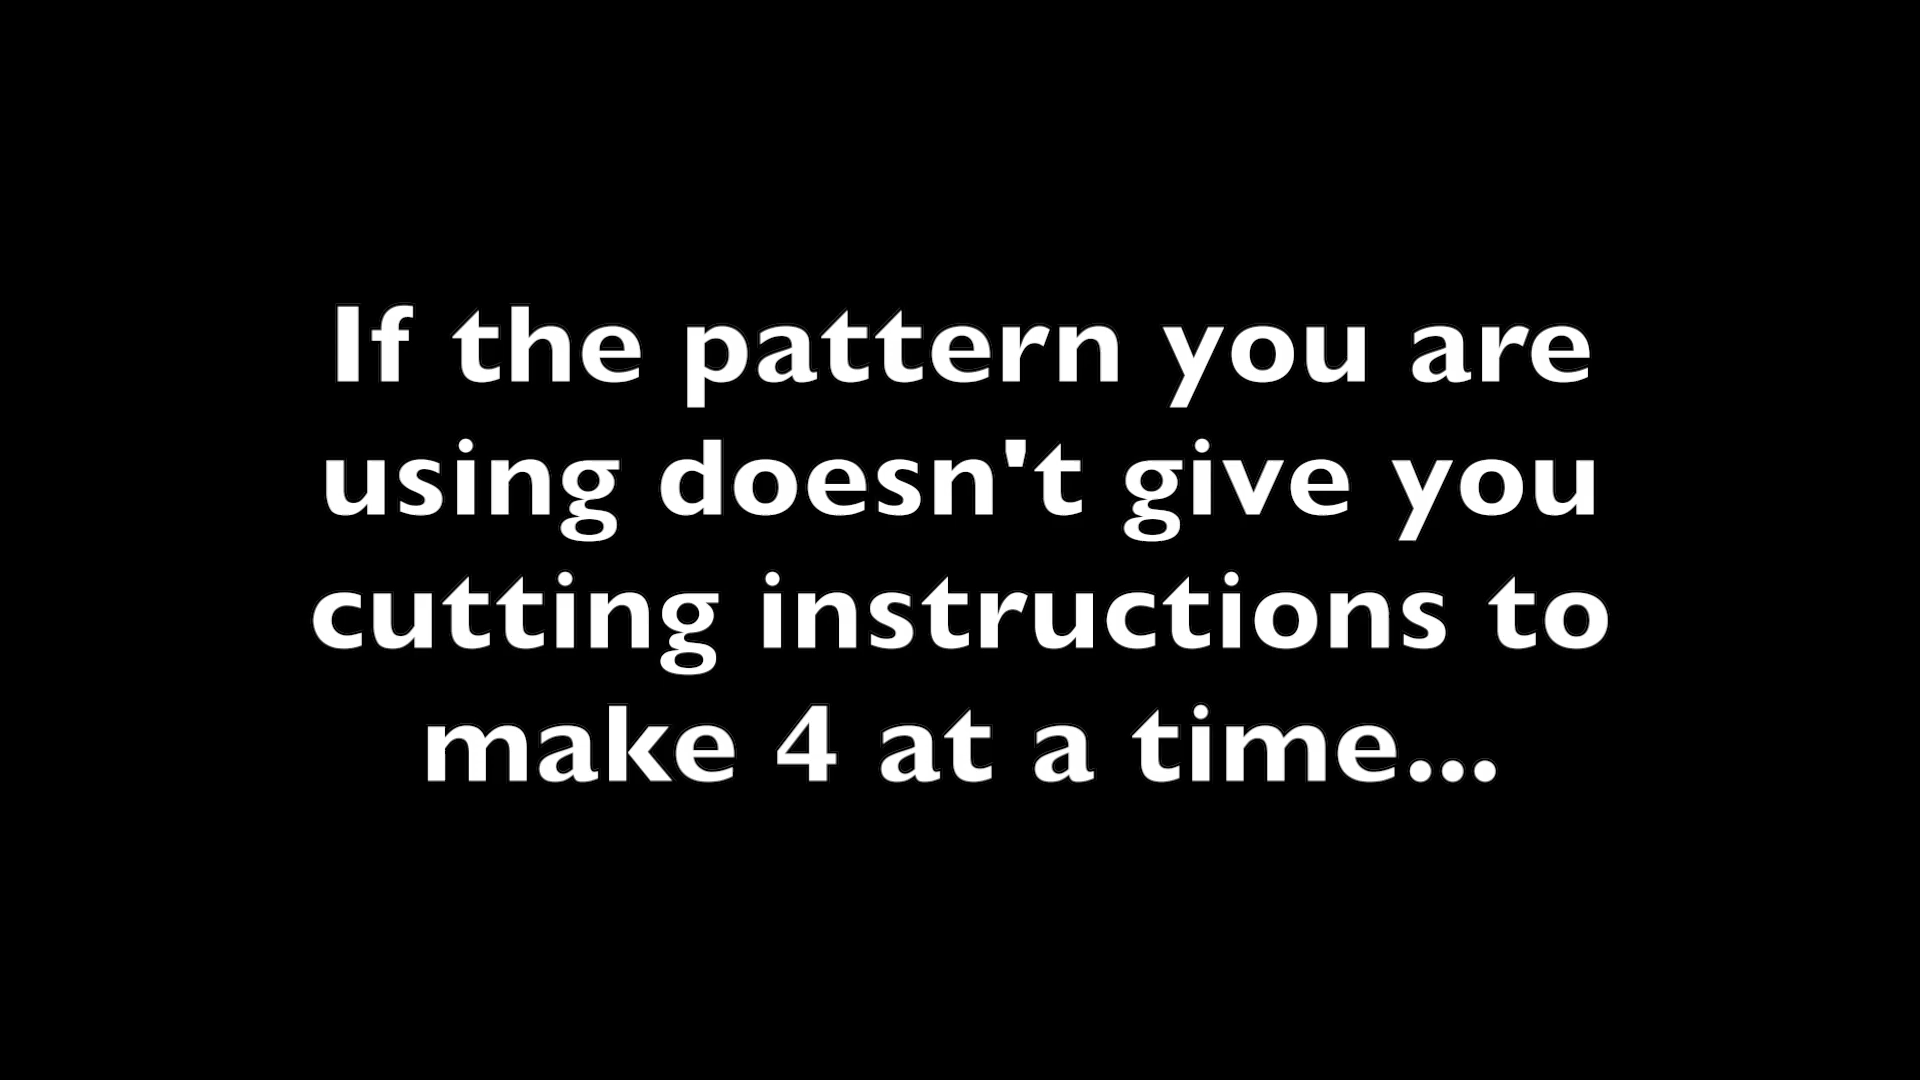 If the pattern you are
using doesn't give you
cutting instructions to
make 4 at a time...